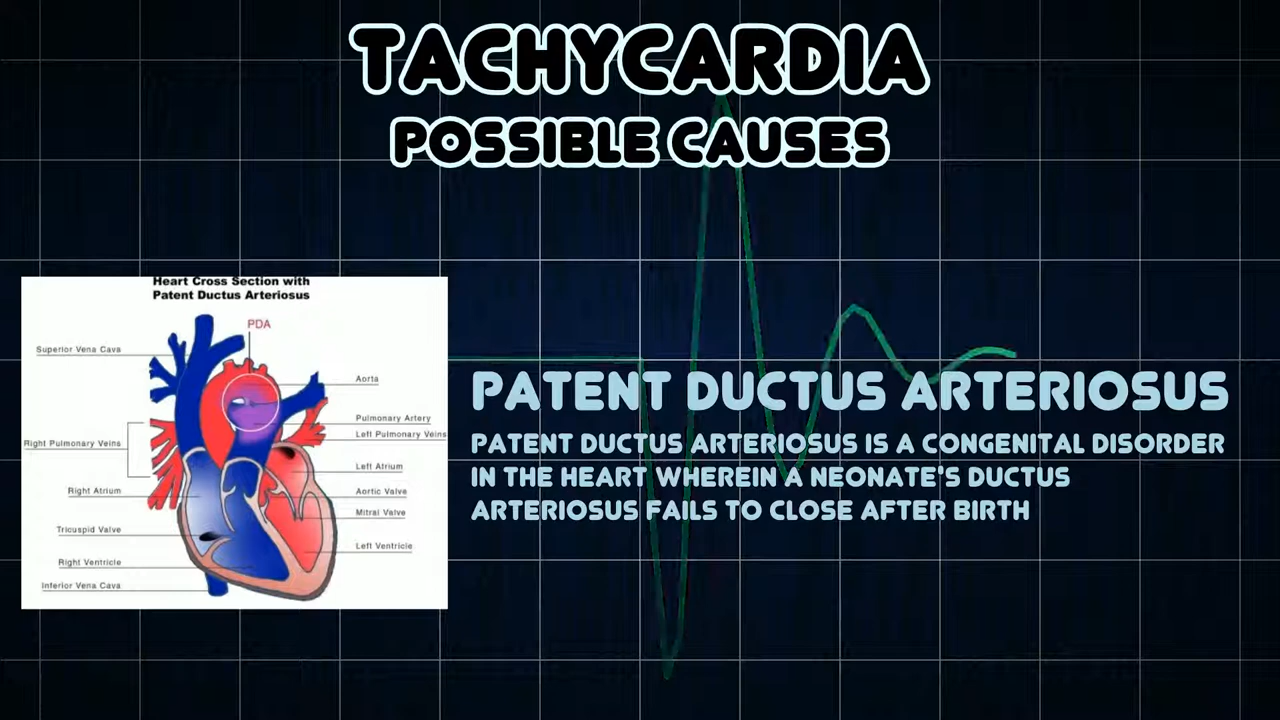 TACHYCARDIA
POSSIBLE CAUSES
Heart Cross Section with
Patent Ductus Arteriosus
PDA
Superior Vena Cava
Aorta
Pulmonary Artery
Left Pulmonary Veins
Right Pulmonary Veins
Left Atrium
Right Atrium
Aortic Valve
Mitral Valve
Tricuspid Valve
Left Ventricle
Right Ventricle
Inferior Vena Cava
PATENT DUCTUS ARTERIOSUS
PATENT DUCTUS ARTERIOSUS IS A CONGENITAL DISORDER
IN THE HEART WHEREIN A NEONATE'S DUCTUS
ARTERIOSUS FAILS TO CLOSE AFTER BIRTH